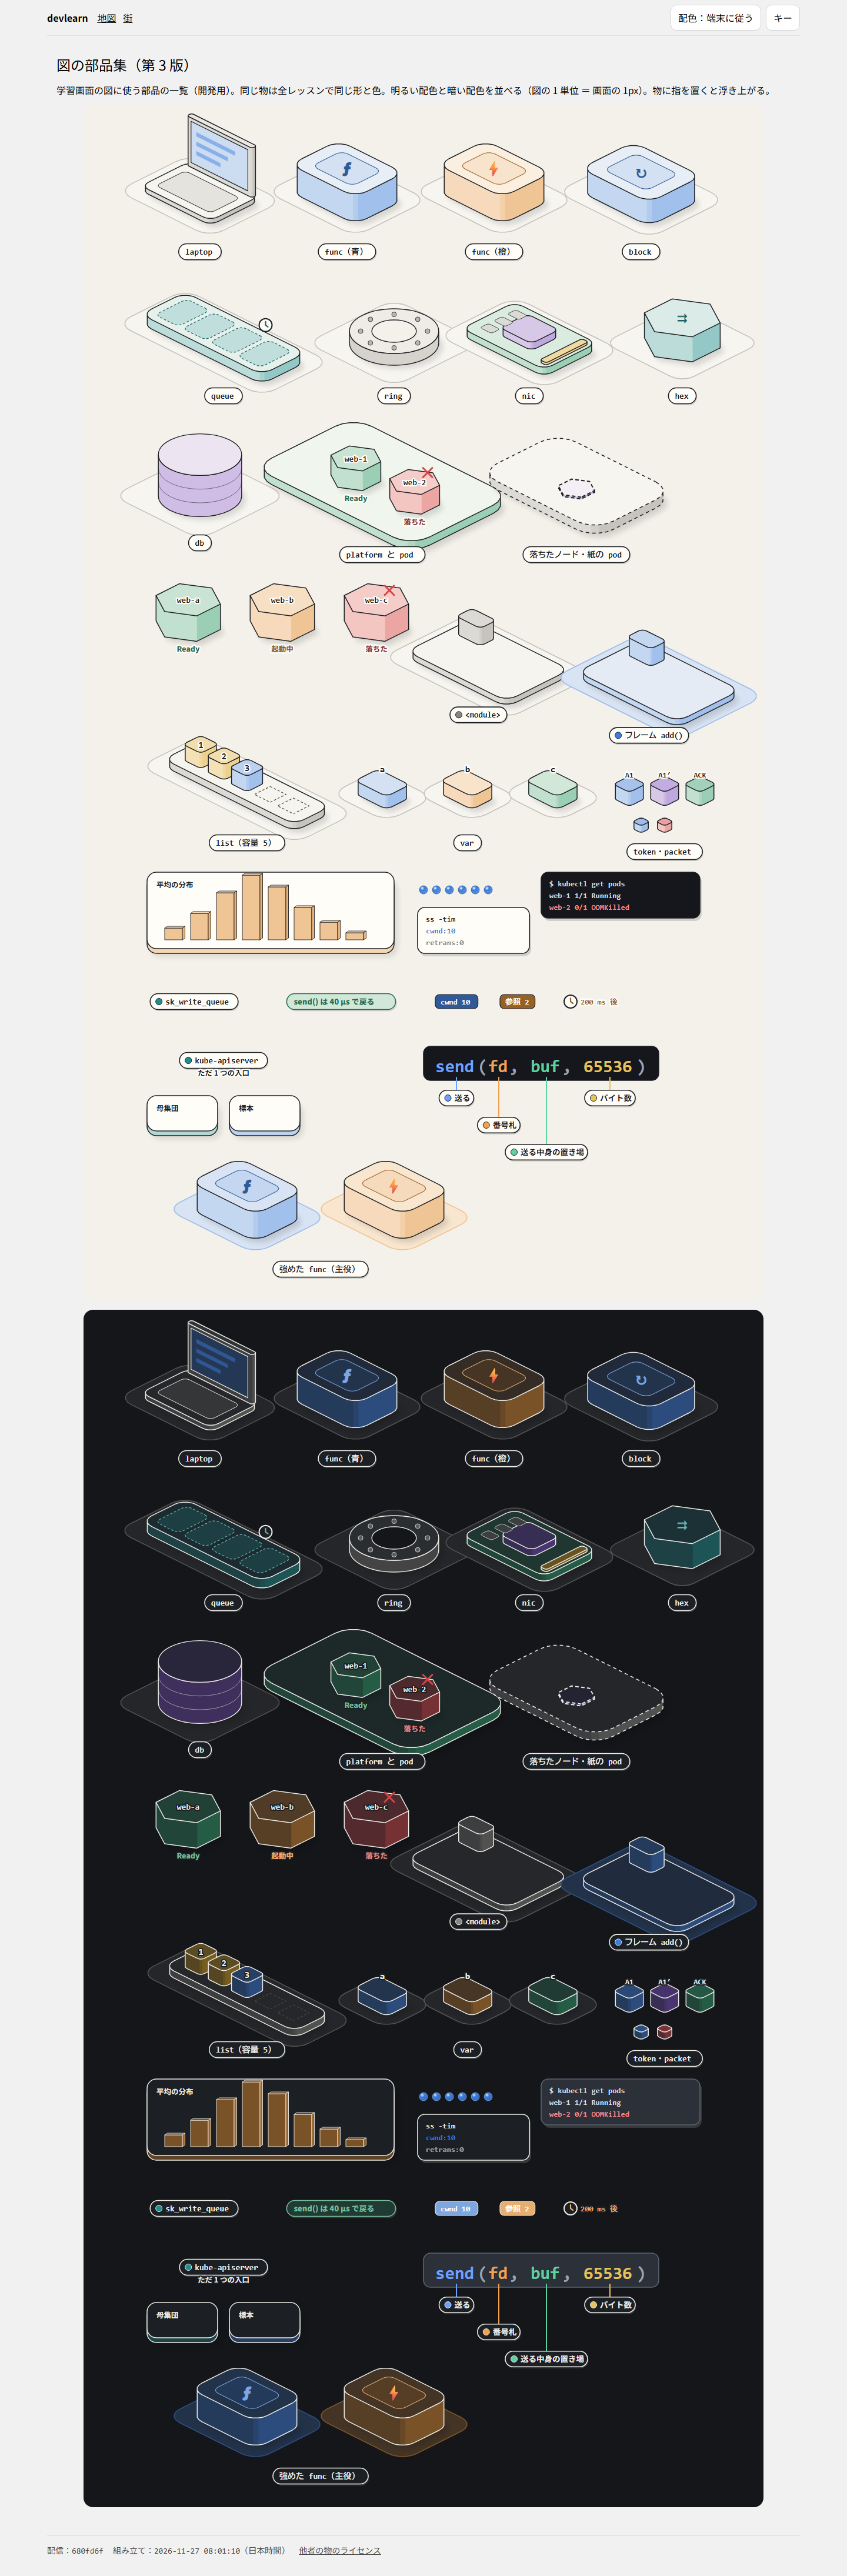 devlearn 地図 街 配色：端末に従う キー
図の部品集（第 3 版）
学習画面の図に使う部品の一覧（開発用）。同じ物は全レッスンで同じ形と色。明るい配色と暗い配色を並べる（図の 1 単位 ＝ 画面の 1px）。物に指を置くと浮き上がる。
laptop func（青） func（橙） block
queue ring nic hex
web-1
web-2
Ready
落ちた
db platform と pod 落ちたノード・紙の pod
web-a web-b web-c
Ready 起動中 落ちた
<module>
フレーム add()
1 2 3
a b c
A1 A1' ACK
list（容量 5） var token・packet
平均の分布
ss -tim
cwnd:10
retrans:0
$ kubectl get pods
web-1 1/1 Running
web-2 0/1 OOMKilled
sk_write_queue send() は 40 μs で戻る cwnd 10 参照 2 200 ms 後
kube-apiserver
ただ 1 つの入口
send(fd, buf, 65536)
送る バイト数
番号札
送る中身の置き場
母集団 標本
強めた func（主役）
laptop func（青） func（橙） block
queue ring nic hex
web-1
web-2
Ready
落ちた
db platform と pod 落ちたノード・紙の pod
web-a web-b web-c
Ready 起動中 落ちた
<module>
フレーム add()
1 2 3
a b c
A1 A1' ACK
list（容量 5） var token・packet
平均の分布
ss -tim
cwnd:10
retrans:0
$ kubectl get pods
web-1 1/1 Running
web-2 0/1 OOMKilled
sk_write_queue send() は 40 μs で戻る cwnd 10 参照 2 200 ms 後
kube-apiserver
ただ 1 つの入口
send(fd, buf, 65536)
送る バイト数
番号札
送る中身の置き場
母集団 標本
強めた func（主役）
配信：680fd6f 組み立て：2026-11-27 08:01:10（日本時間） 他者の物のライセンス